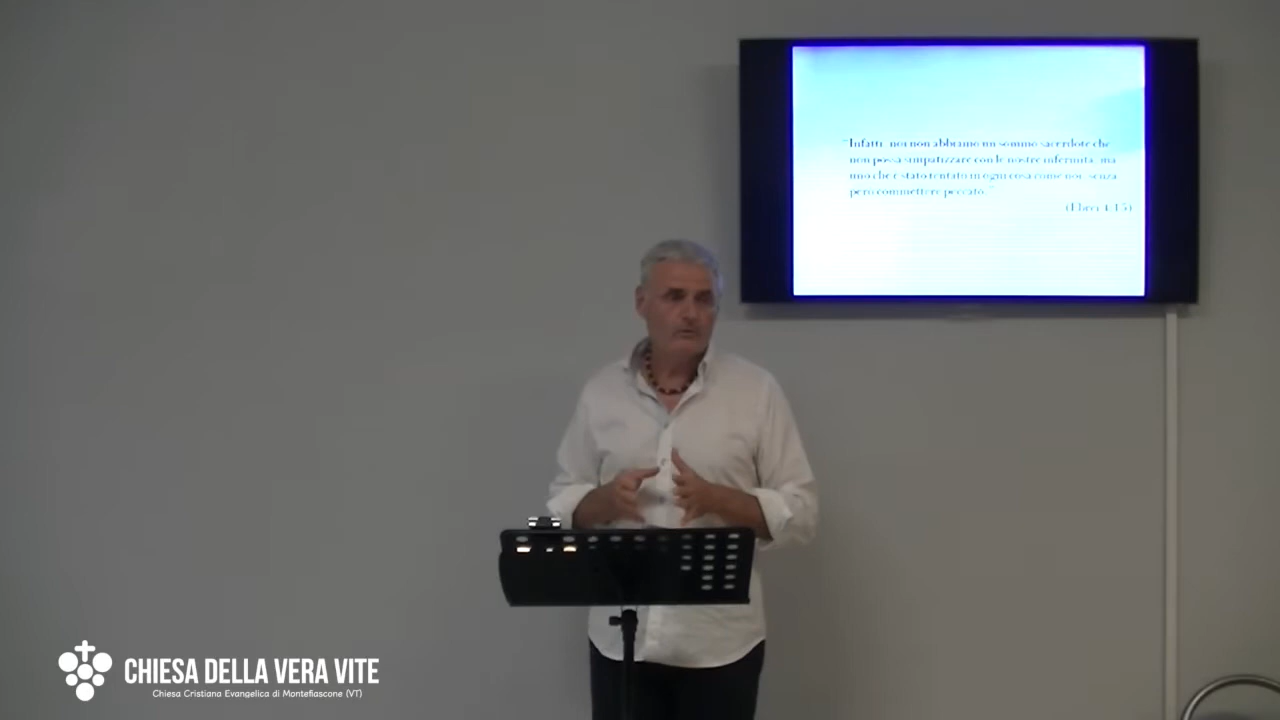 "Infatti, noi non abbiamo un sommo sacerdote che
non possa simpatizzare con le nostre infermità, ma
uno che è stato tentato in ogni cosa come noi, senza
però commettere peccato."
(Ebrei 4:15)
CHIESA DELLA VERA VITE
Chiesa Cristiana Evangelica di Montefiascone (VT)